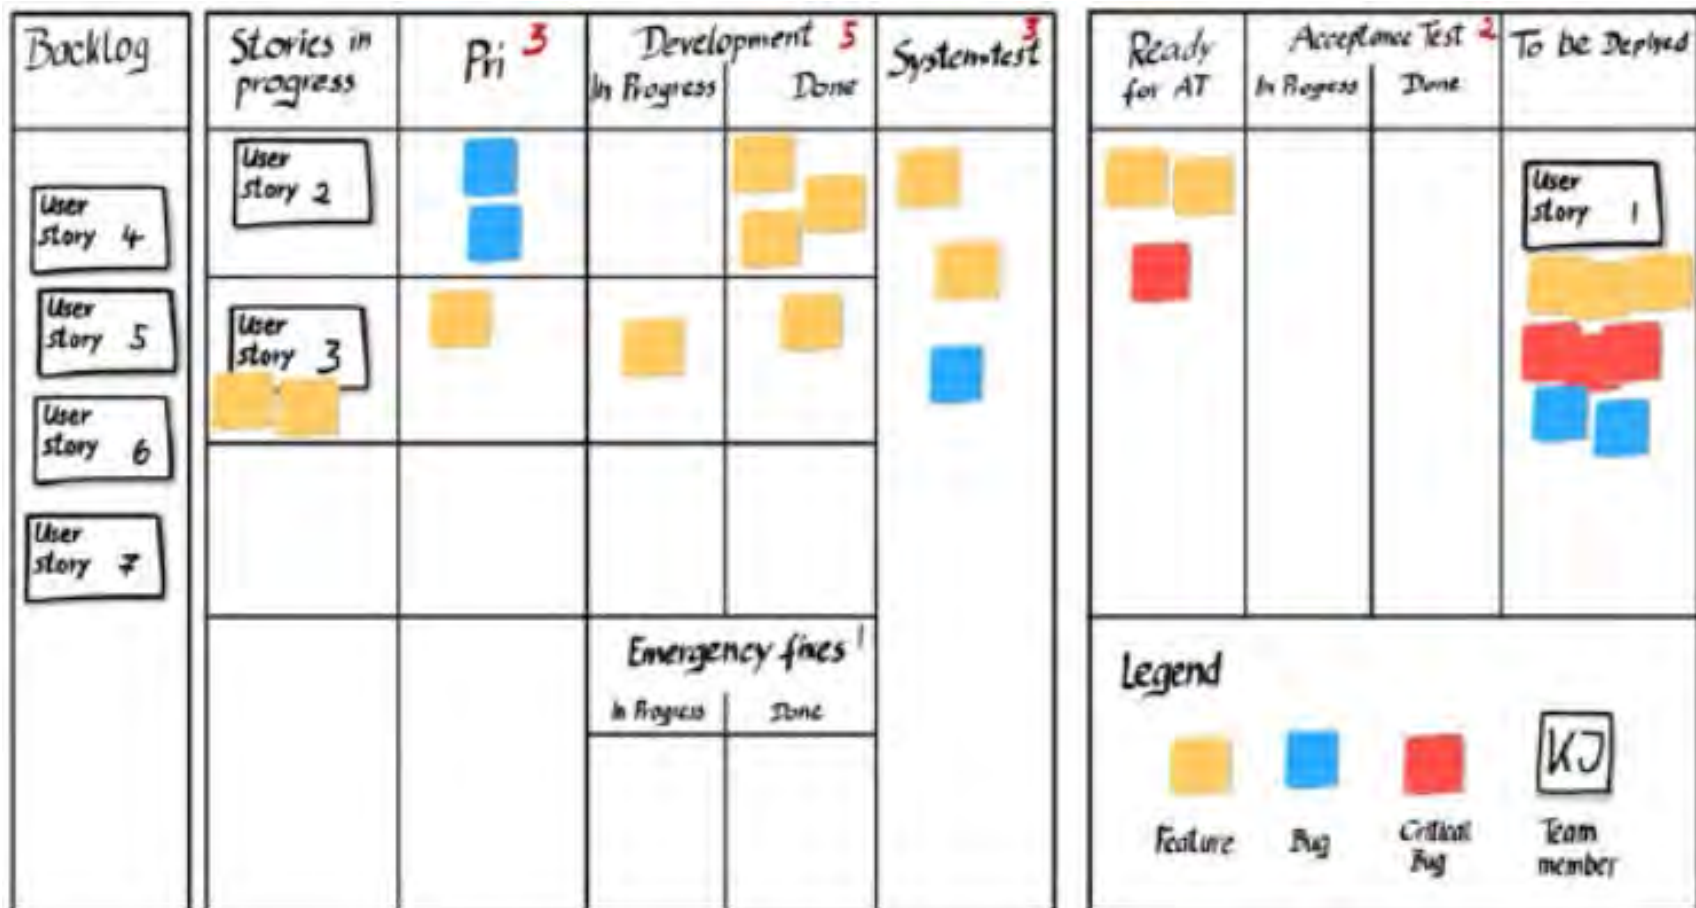 Backlog
Stories in
progress
Pri 3
Development 5
In Progress
Done
Systemtest 3
Ready
for AT
Acceptance Test 2
In Progress
Done
To be
User
story 4
User
story 5
User
story 6
User
story 7
User
story 2
User
story 3
User
story 1
Emergency fixes 1
In Progress
Done
Legend
KJ
Feature
Bug
Critical
Bug
Team
member